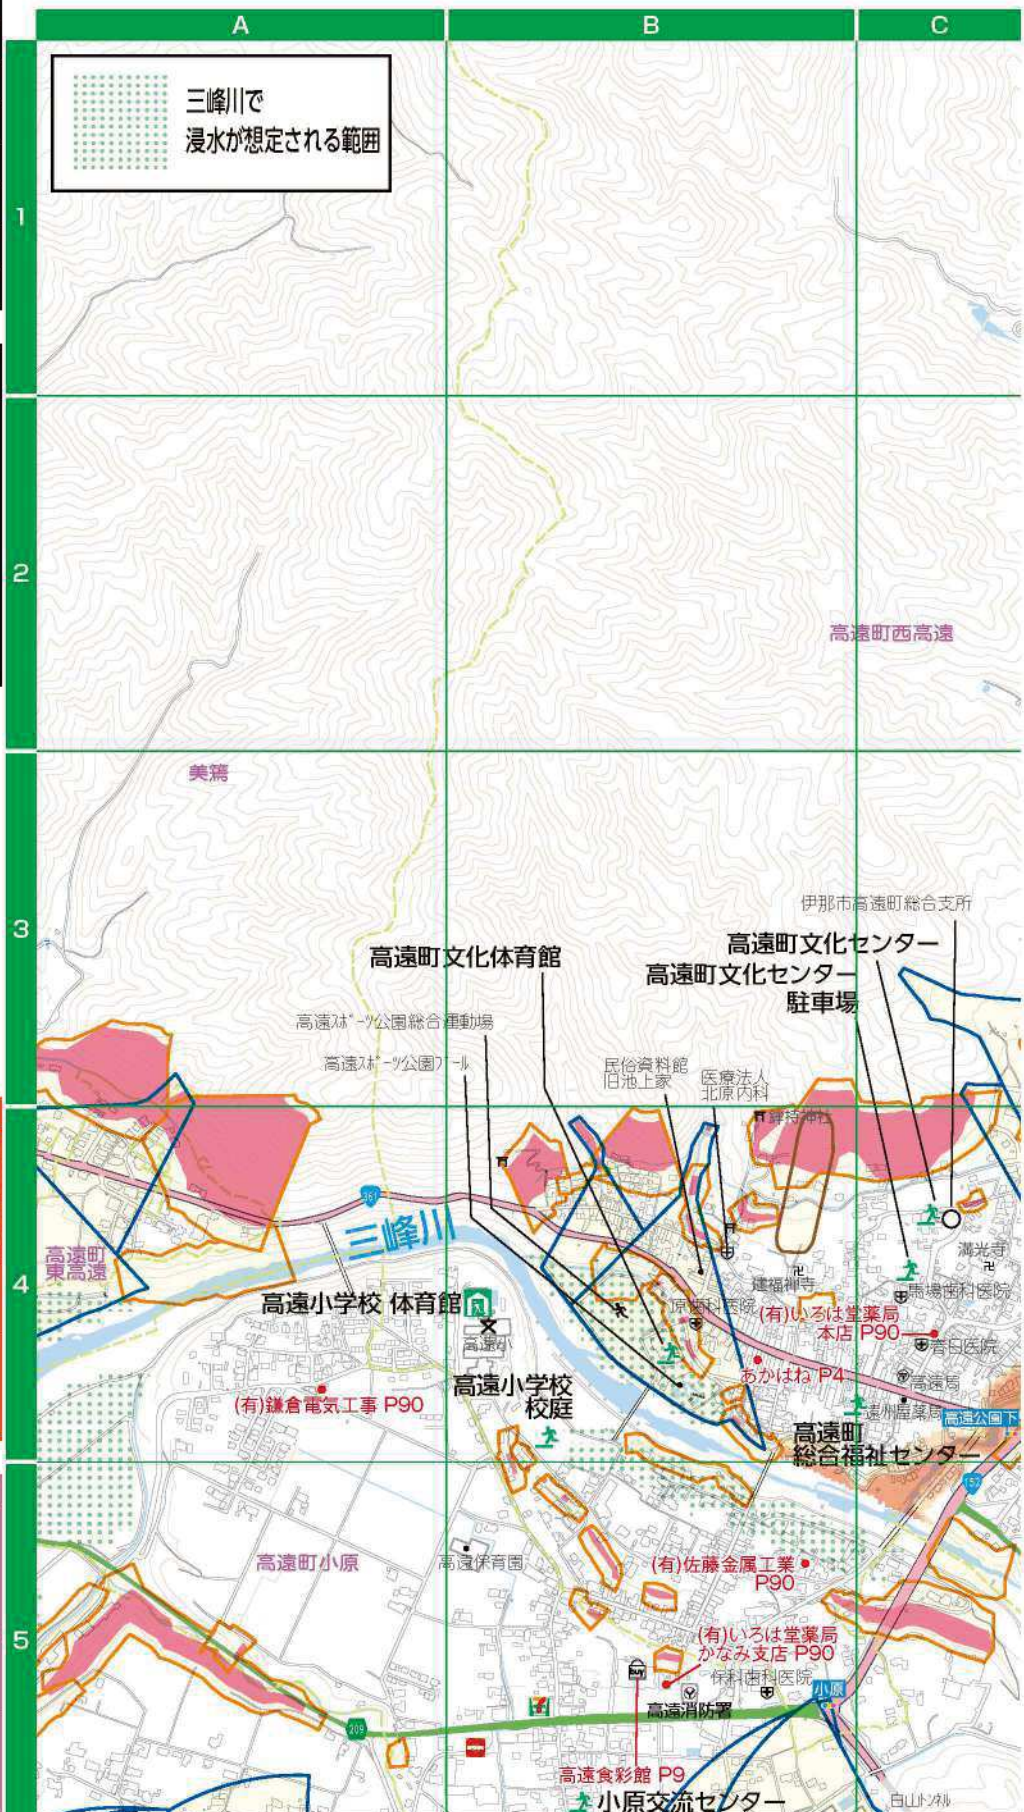 A
B
C
三峰川で
浸水が想定される範囲
1
2
高遠町西高遠
美篶
3
伊那市高遠町総合支所
高遠町文化センター
高遠町文化体育館
高遠町文化センター
駐車場
高遠スポーツ公園総合運動場
高遠スポーツ公園プール
民俗資料館
旧池上家
医療法人
北原内科
鉾持神社
361
三峰川
高遠町
東高遠
満光寺
4
建福禅寺
馬場歯科医院
高遠小学校 体育館
原歯科医院
(有)いろは堂薬局
本店 P90
高遠小
春日医院
あかはね P4
高遠局
高遠小学校
校庭
(有)鎌倉電気工事 P90
遠州屋薬局
高遠公園下
高遠町
総合福祉センター
152
高遠町小原
高遠保育園
(有)佐藤金属工業
P90
5
(有)いろは堂薬局
かなみ支店 P90
保科歯科医院
buy
小原
高遠消防署
209
高遠食彩館 P9
小原交流センター
白山トンネル